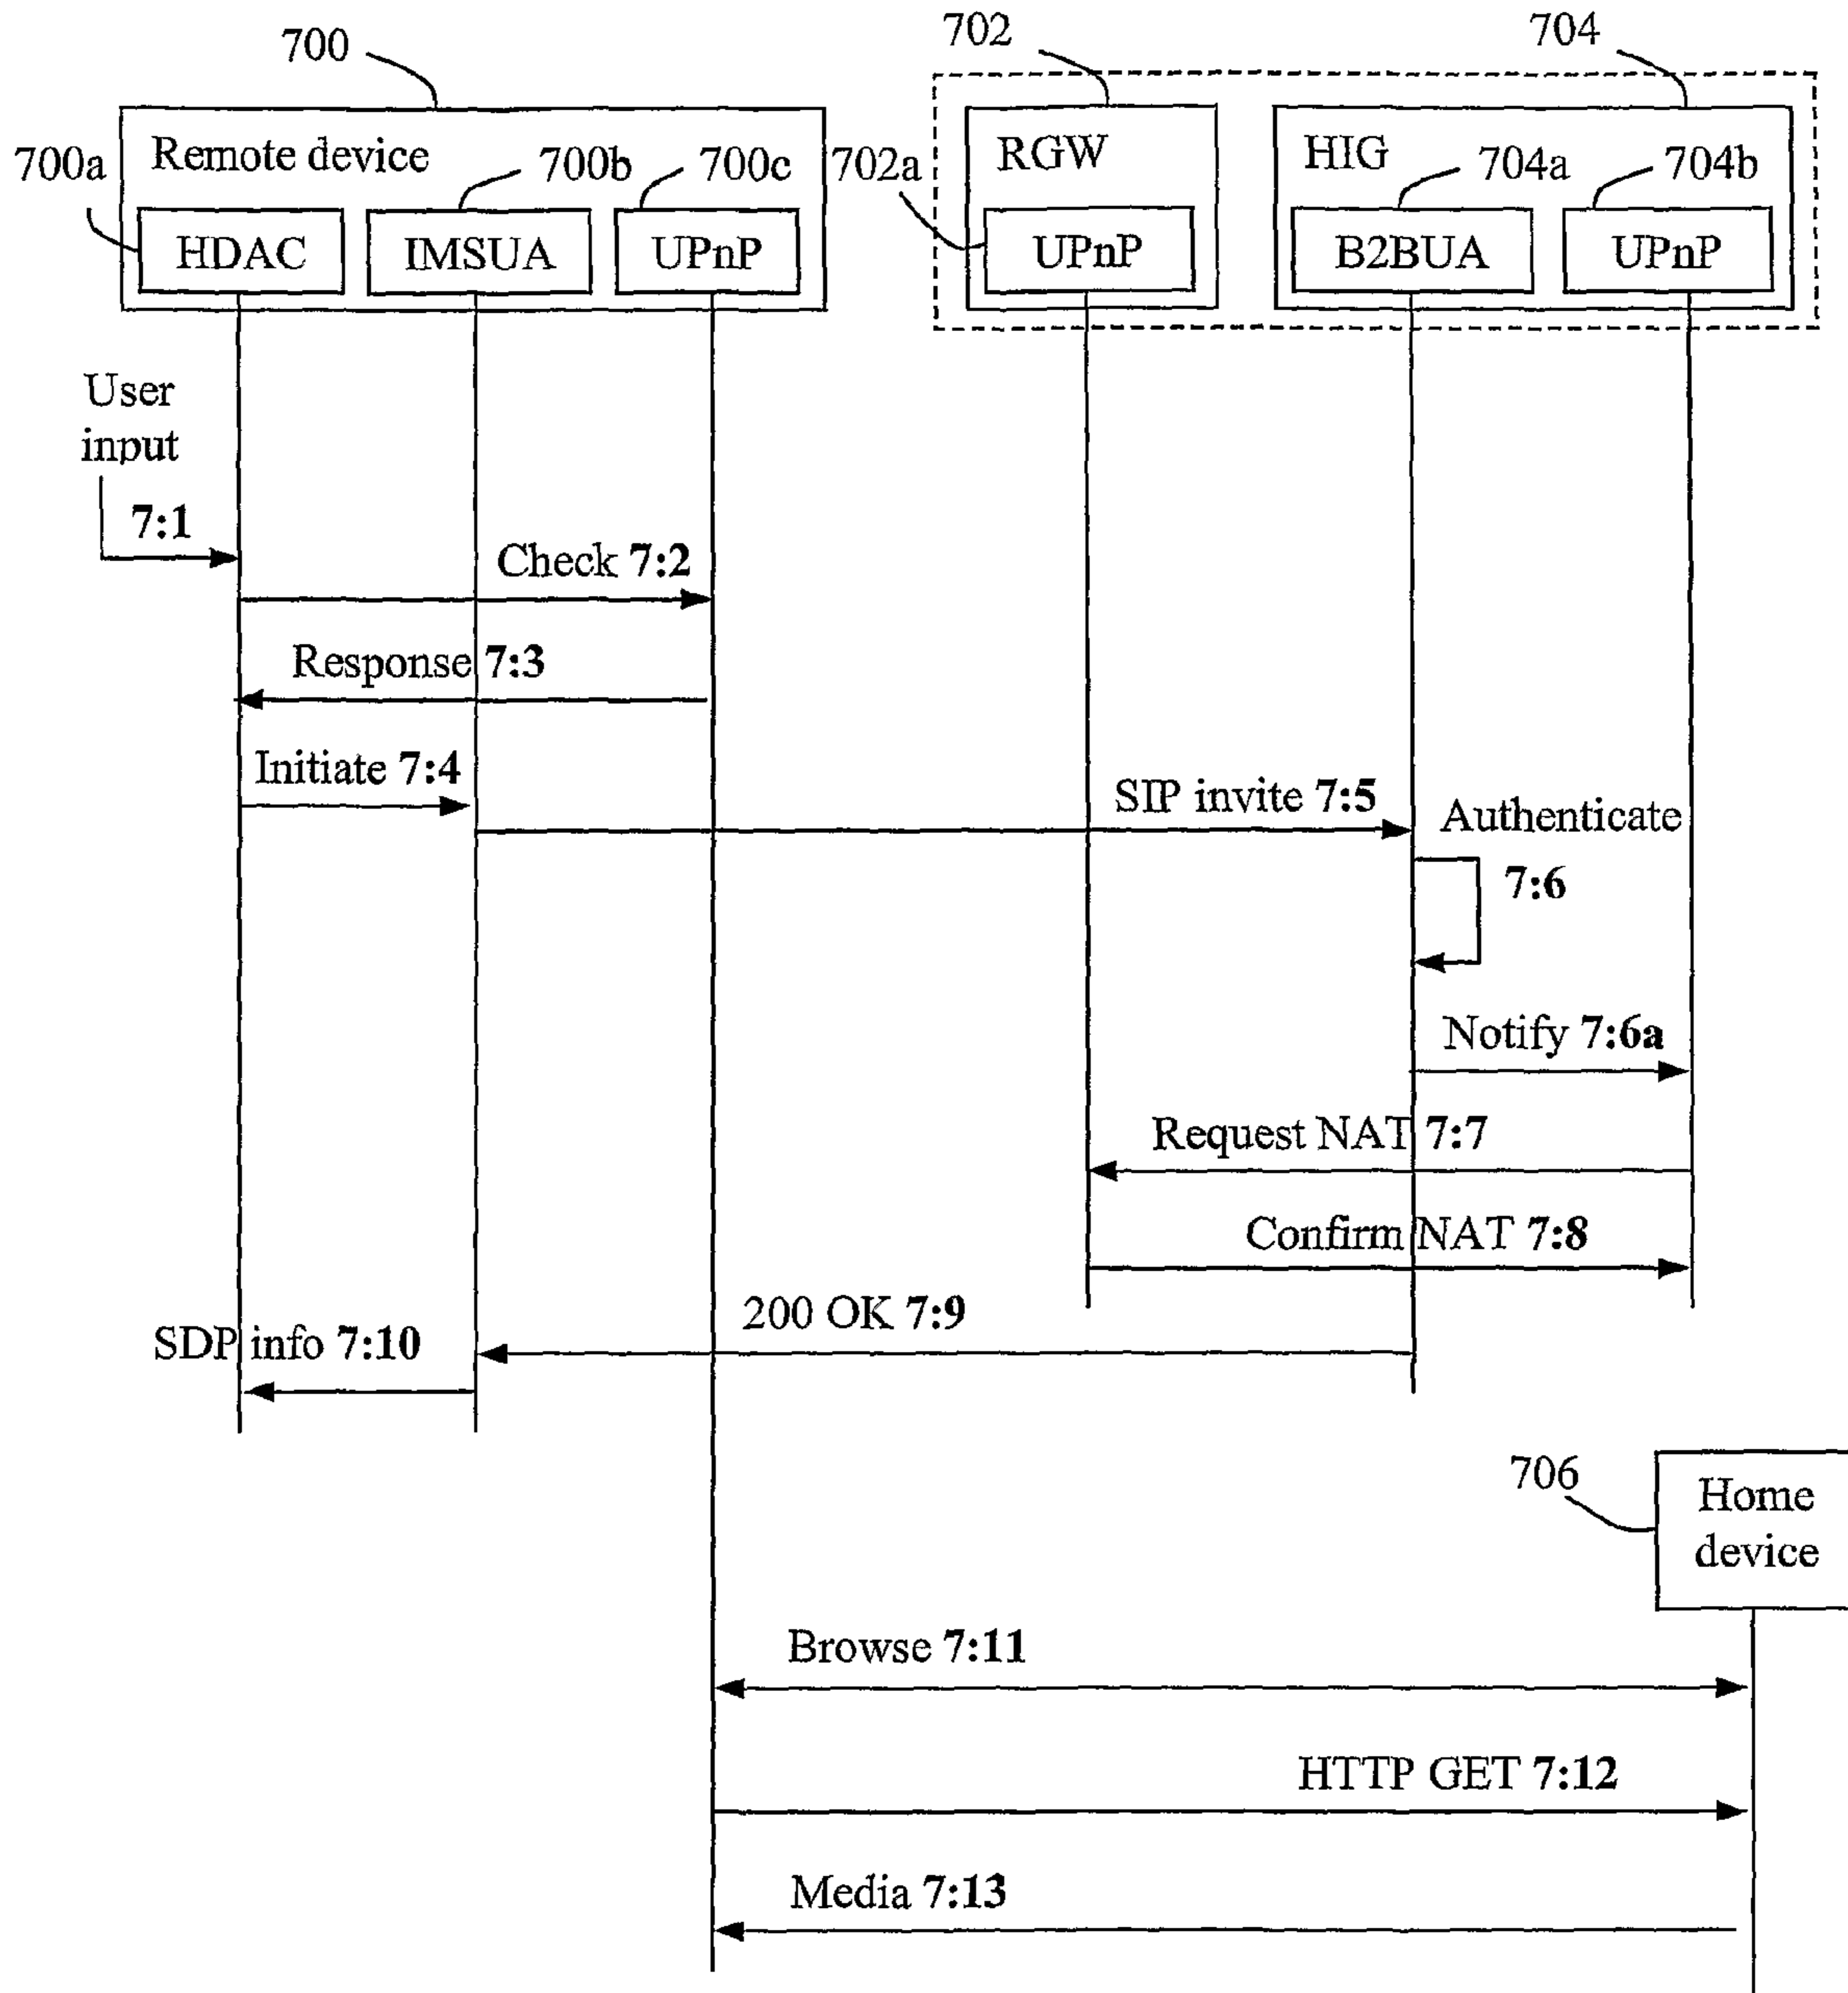 700
702
704
Remote device
RGW
HIG
700a
700b
700c
702a
704a
704b
HDAC
IMSUA
UPnP
UPnP
B2BUA
UPnP
User
input
7:1
Check 7:2
Response 7:3
Initiate 7:4
SIP invite 7:5
Authenticate
7:6
Notify 7:6a
Request NAT 7:7
Confirm NAT 7:8
200 OK 7:9
SDP info 7:10
706
Home
device
Browse 7:11
HTTP GET 7:12
Media 7:13